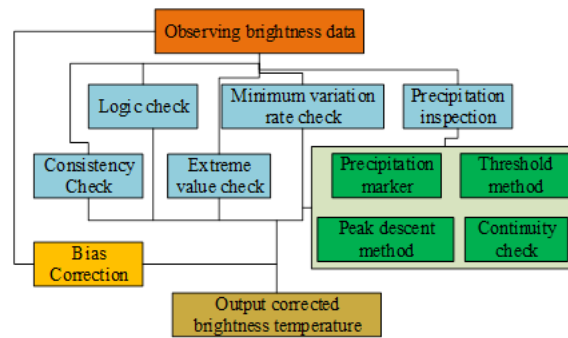 Observing brightness data
Logic check
Minimum variation
rate check
Precipitation
inspection
Consistency
Check
Extreme
value check
Precipitation
marker
Threshold
method
Peak descent
method
Continuity
check
Bias
Correction
Output corrected
brightness temperature